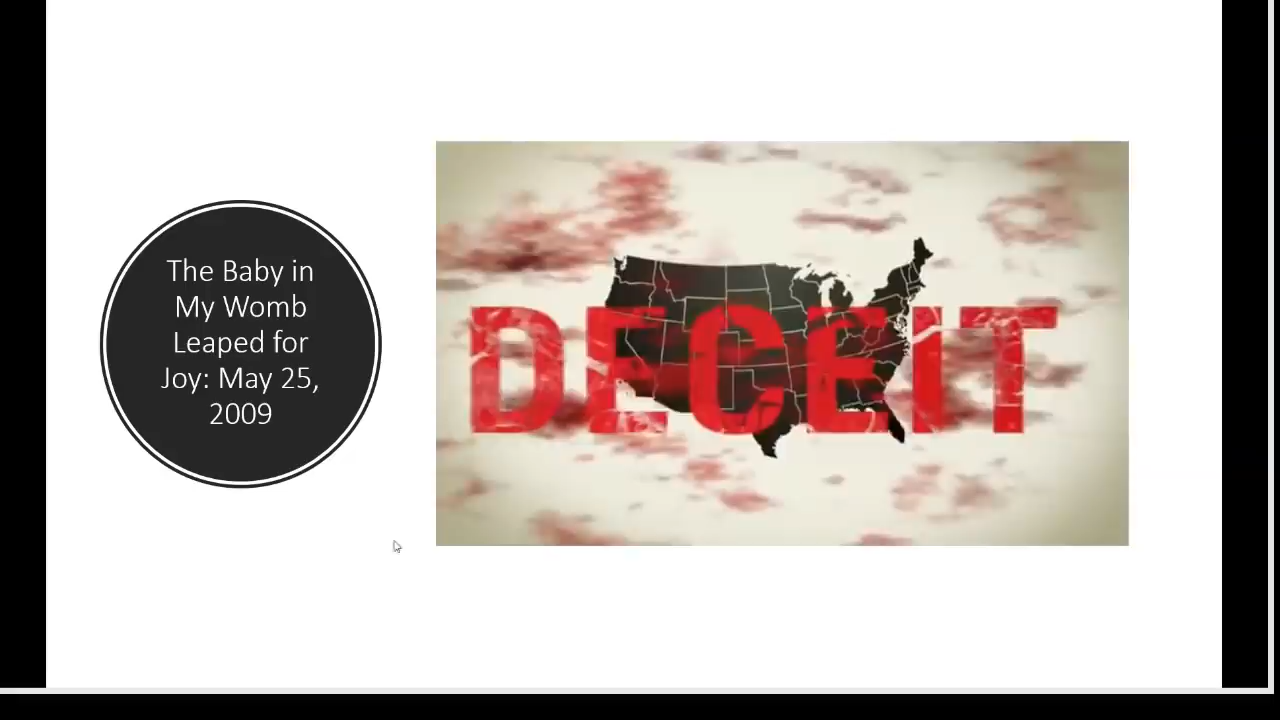 The Baby in
My Womb
Leaped for
Joy: May 25,
2009
DECEIT